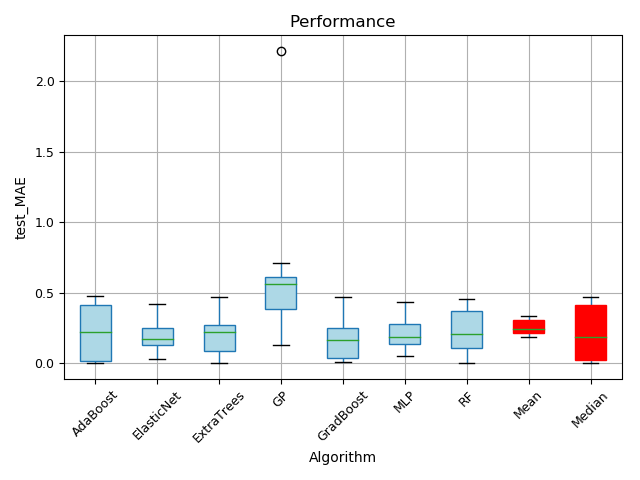 Performance
test_MAE
2.0
1.5
1.0
0.5
0.0
AdaBoost
ElasticNet
ExtraTrees
GP
GradBoost
MLP
RF
Mean
Median
Algorithm